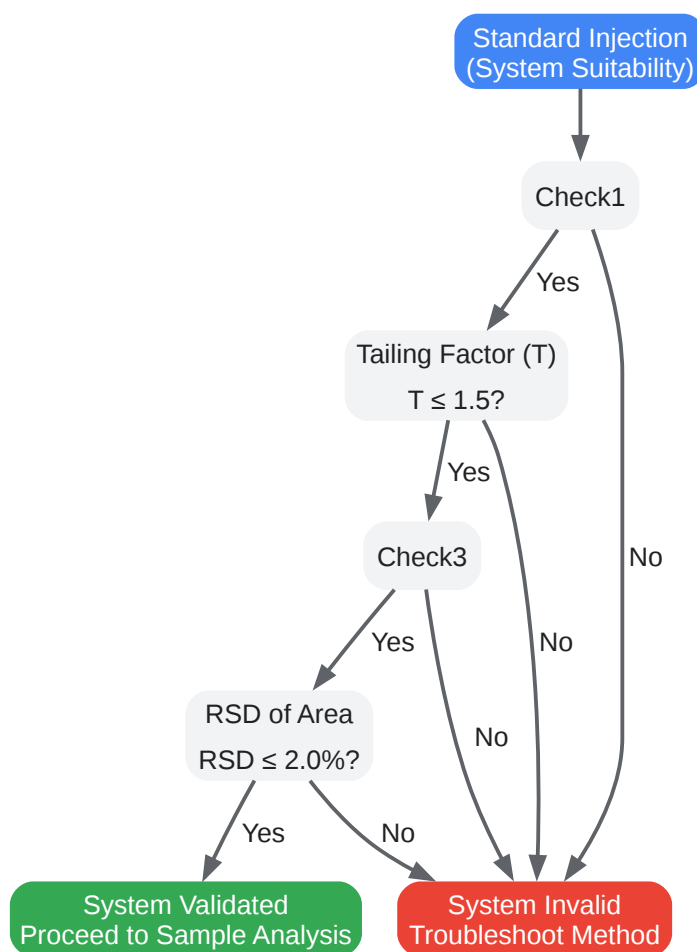 Standard Injection
(System Suitability)
Check1
Yes
Tailing Factor (T)
T ≤ 1.5?
Yes
Check3
No
Yes
No
RSD of Area
RSD ≤ 2.0%?
No
Yes
No
System Validated
Proceed to Sample Analysis
System Invalid
Troubleshoot Method